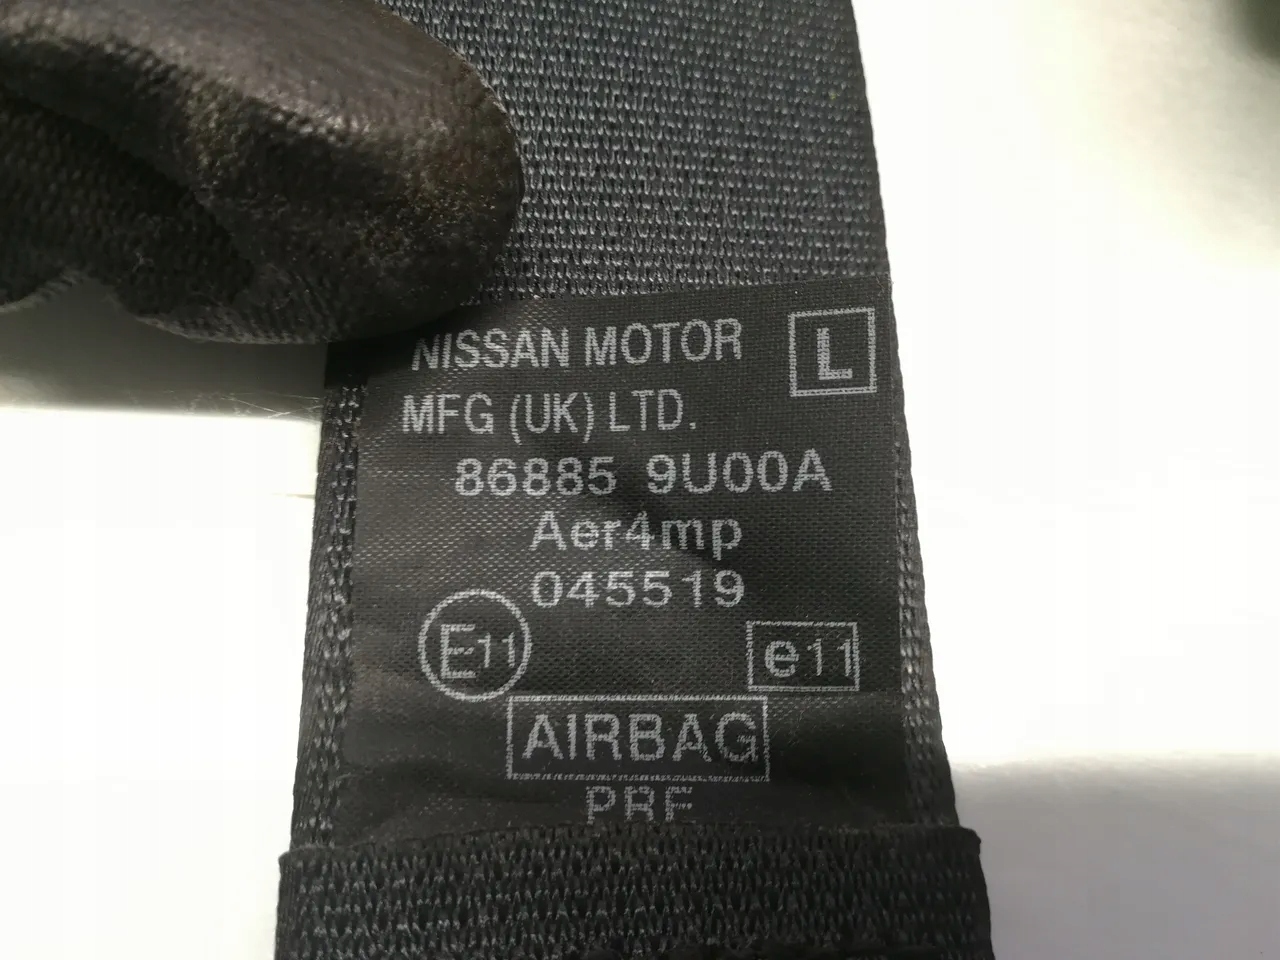 NISSAN MOTOR L
MFG (UK) LTD.
86885 9U00A
Aer4mp
045519
E11 e11
AIRBAG